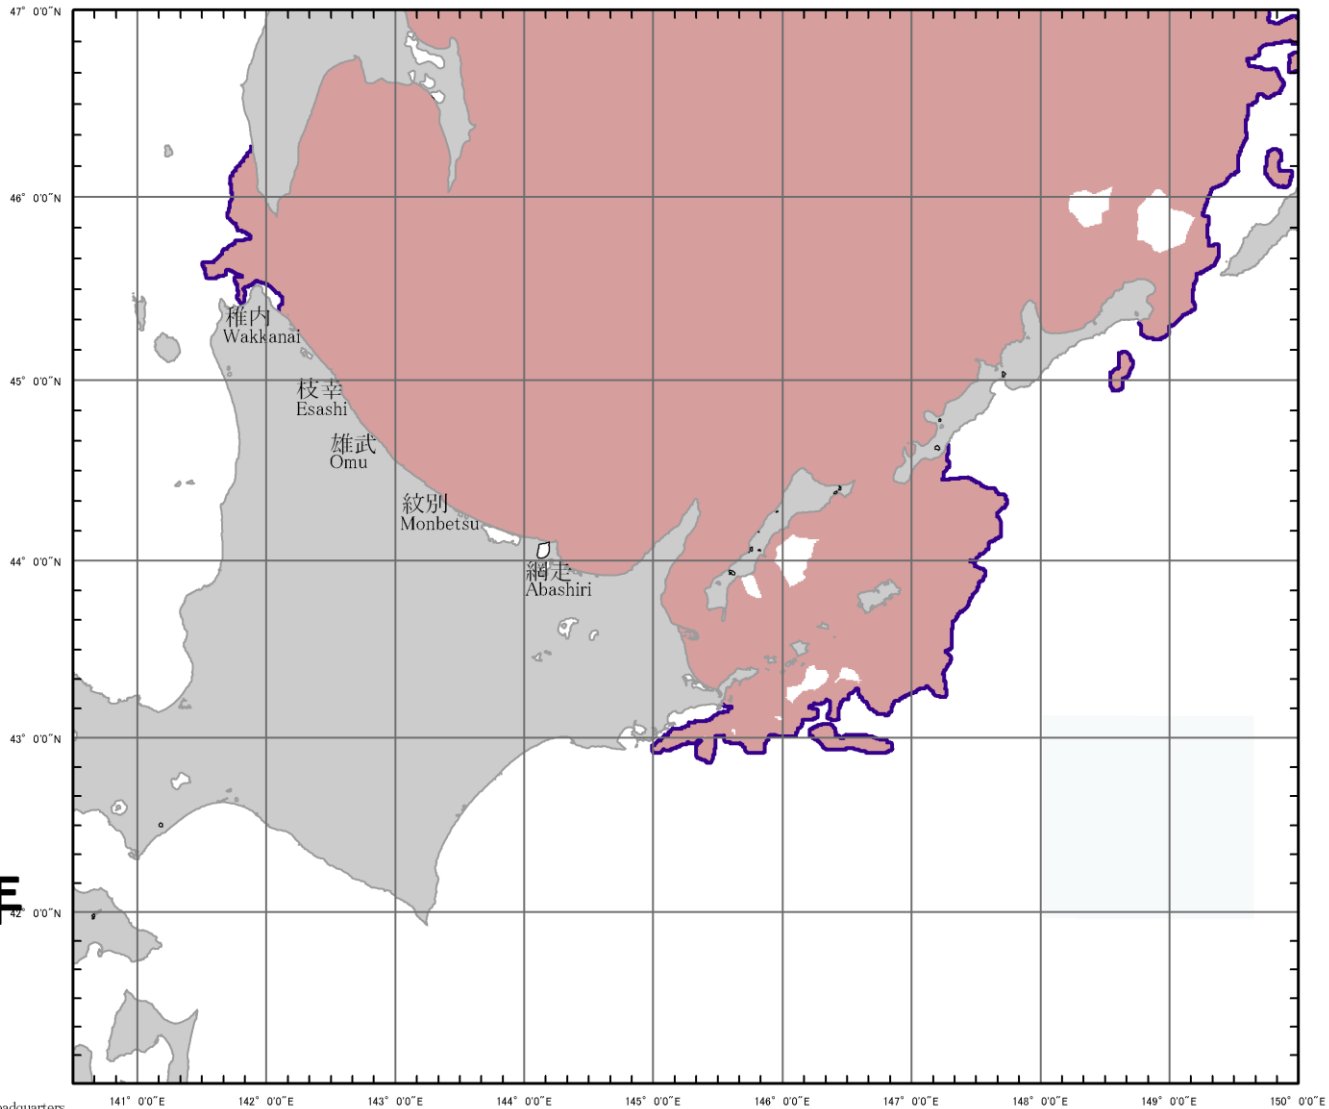 47° 0'0"N
46° 0'0"N
稚内
Wakkanai
45° 0'0"N
枝幸
Esashi
雄武
Omu
紋別
Monbetsu
44° 0'0"N
網走
Abashiri
43° 0'0"N
42° 0'0"N
141° 0'0"E 142° 0'0"E 143° 0'0"E 144° 0'0"E 145° 0'0"E 146° 0'0"E 147° 0'0"E 148° 0'0"E 149° 0'0"E 150° 0'0"E